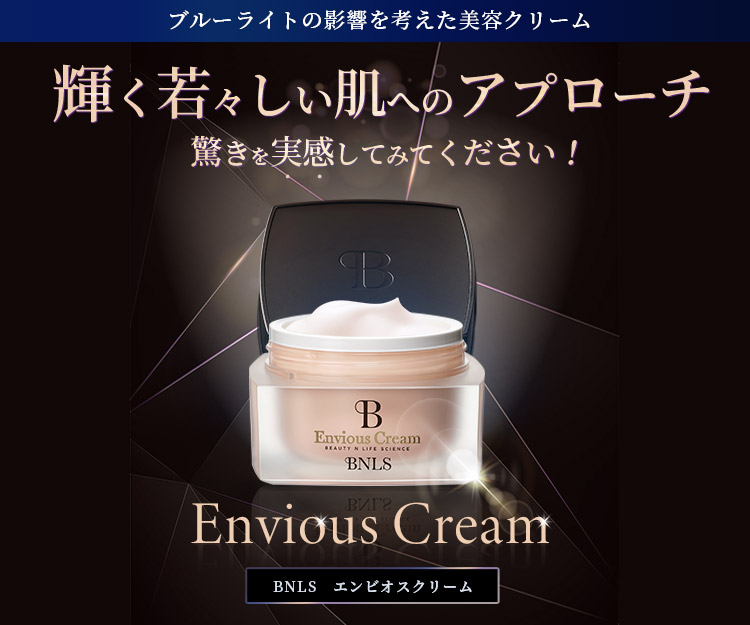 ブルーライトの影響を考えた美容クリーム
輝く若々しい肌へのアプローチ
驚きを実感してみてください！
B
B
Envious Cream
BEAUTY N LIFE SCIENCE
BNLS
Envious Cream
BNLS エンビオスクリーム